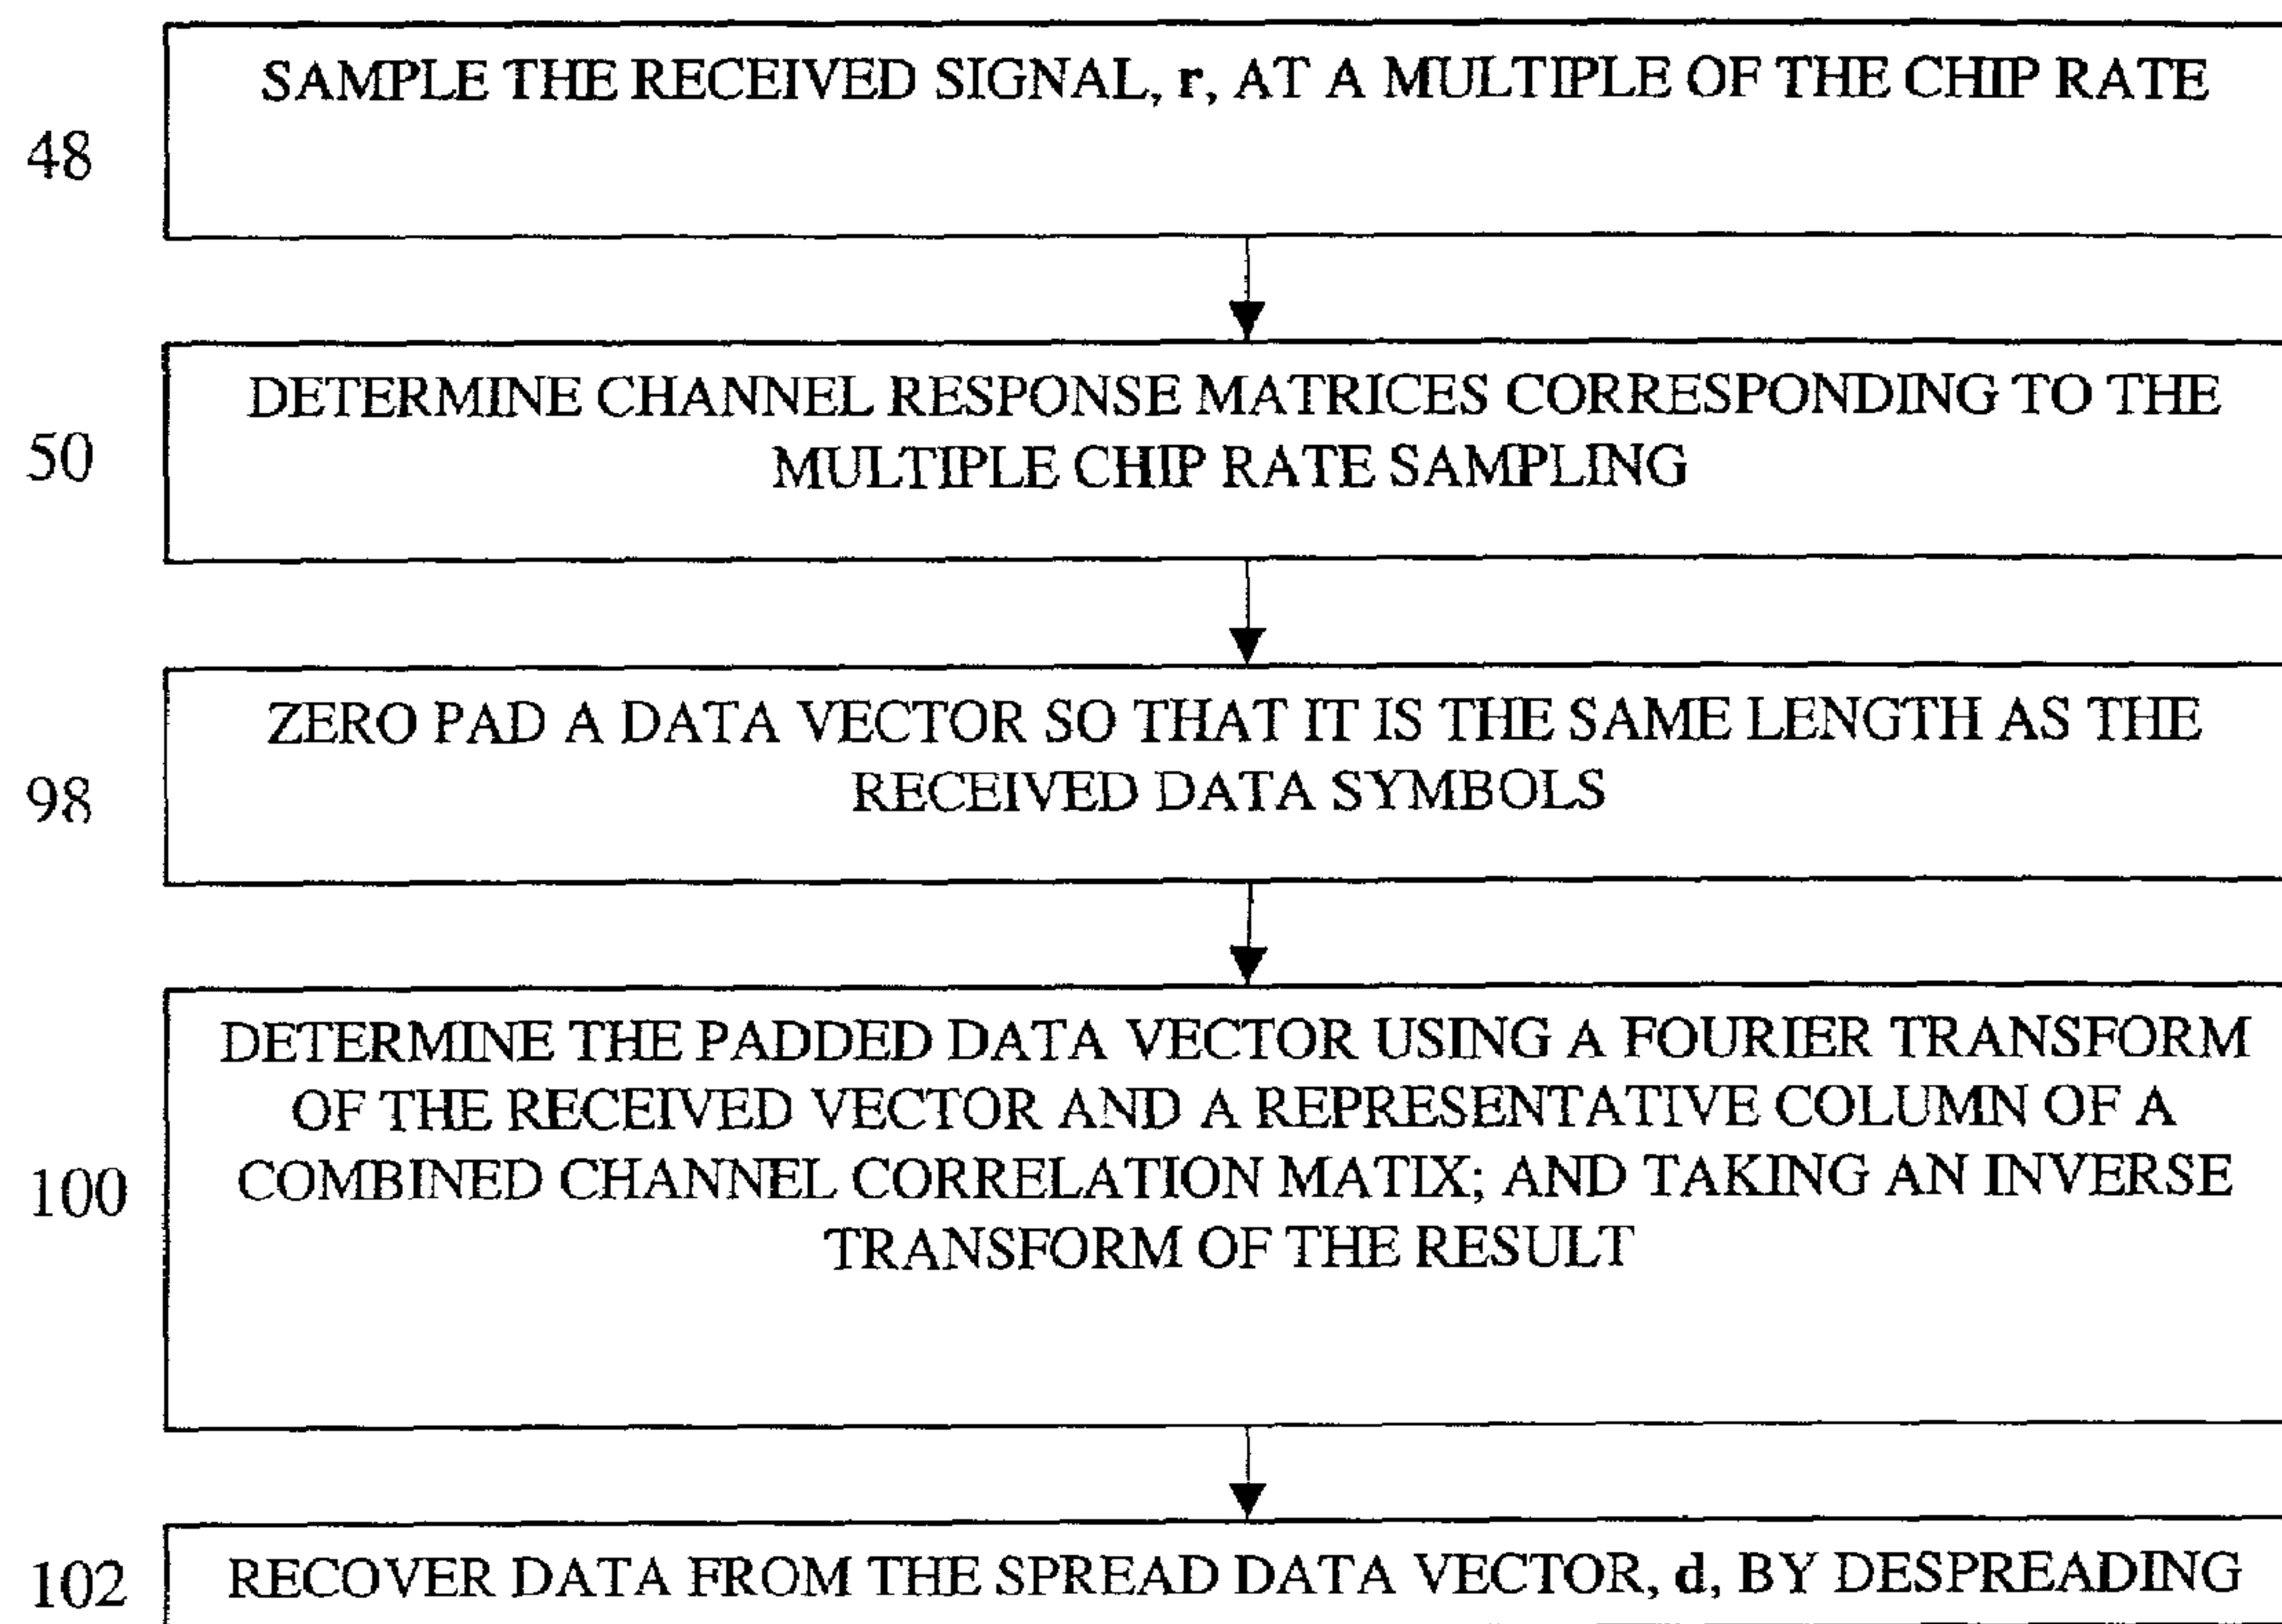 SAMPLE THE RECEIVED SIGNAL, r, AT A MULTIPLE OF THE CHIP RATE
48
DETERMINE CHANNEL RESPONSE MATRICES CORRESPONDING TO THE
MULTIPLE CHIP RATE SAMPLING
50
ZERO PAD A DATA VECTOR SO THAT IT IS THE SAME LENGTH AS THE
RECEIVED DATA SYMBOLS
98
DETERMINE THE PADDED DATA VECTOR USING A FOURIER TRANSFORM
OF THE RECEIVED VECTOR AND A REPRESENTATIVE COLUMN OF A
COMBINED CHANNEL CORRELATION MATIX; AND TAKING AN INVERSE
TRANSFORM OF THE RESULT
100
102
RECOVER DATA FROM THE SPREAD DATA VECTOR, d, BY DESPREADING